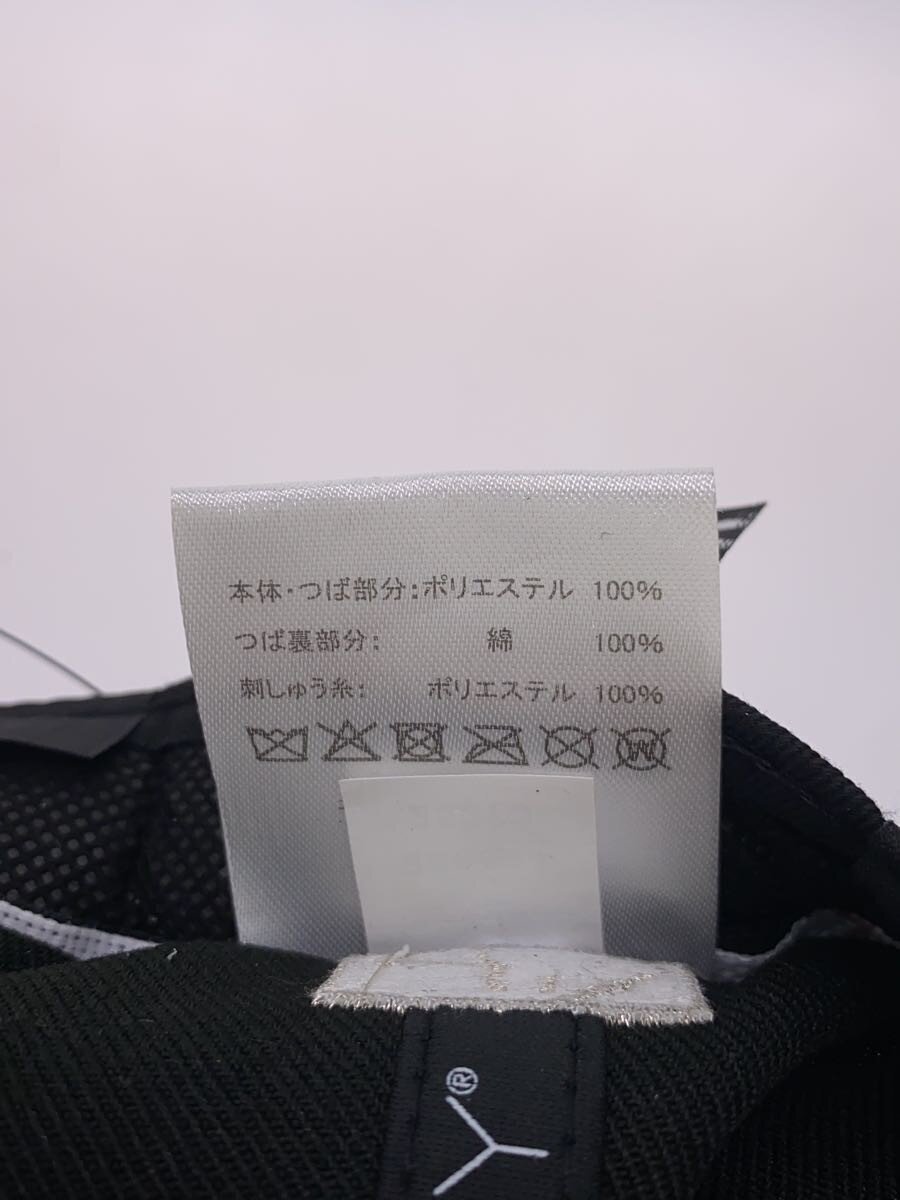 本体・つば部分：ポリエステル 100%
つば裏部分： 綿 100%
刺しゅう糸： ポリエステル 100%
W
Y®